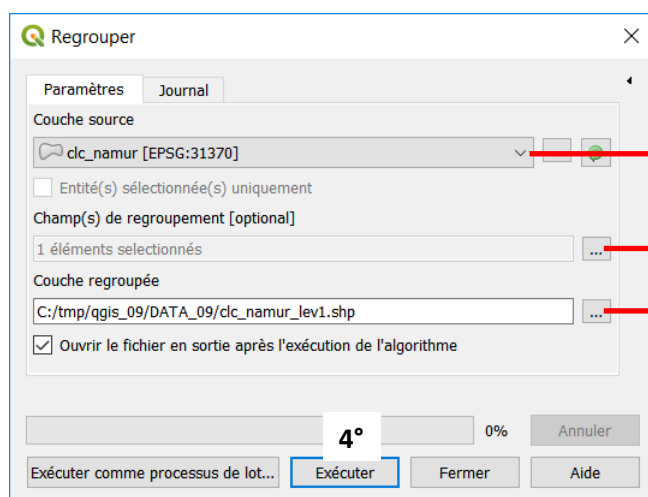 Regrouper
Paramètres Journal
Couche source
clc_namur [EPSG:31370]
Entité(s) sélectionnée(s) uniquement
Champ(s) de regroupement [optional]
1 éléments selectionnés
...
Couche regroupée
C:/tmp/qgis_09/DATA_09/clc_namur_lev1.shp
...
Ouvrir le fichier en sortie après l'exécution de l'algorithme
4°
0% Annuler
Exécuter comme processus de lot... Exécuter Fermer Aide